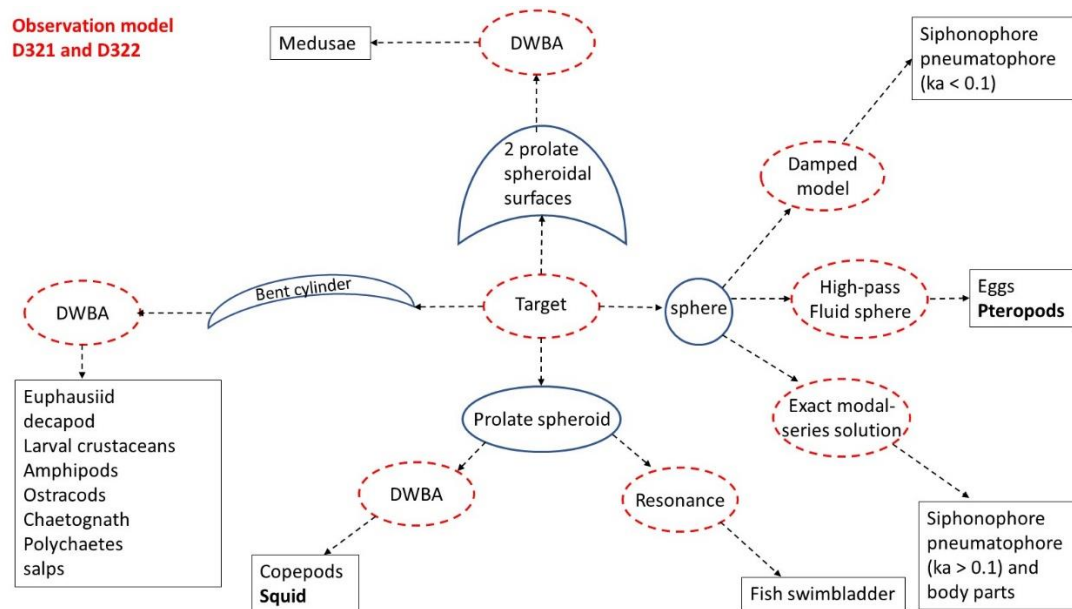 Observation model
D321 and D322
Medusae
DWBA
Siphonophore
pneumatophore
(ka < 0.1)
2 prolate
spheroidal
surfaces
Damped
model
DWBA
Bent cylinder
Target
sphere
High-pass
Fluid sphere
Eggs
Pteropods
Euphausiid
decapod
Larval crustaceans
Amphipods
Ostracods
Chaetognath
Polychaetes
salps
Prolate spheroid
Exact modal-
series solution
DWBA
Resonance
Copepods
Squid
Fish swimbladder
Siphonophore
pneumatophore
(ka > 0.1) and
body parts